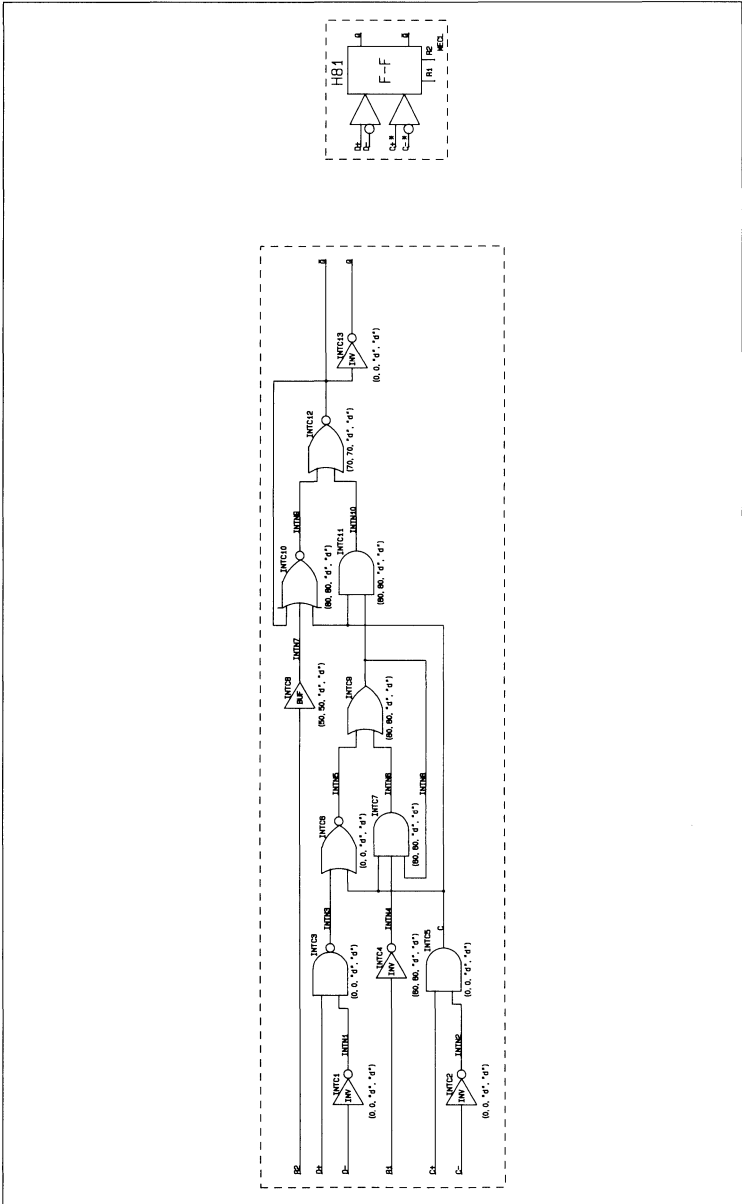 H81
D+
D-
C+ *
C- *
F-F
Q
Q̄
R1
R2
MECL
R2
D+
D-
R1
C+
C-
INTC1
INV
(0, 0, "d", "d")
INTN1
INTC2
INV
(0, 0, "d", "d")
INTN2
INTC3
(0, 0, "d", "d")
INTN3
INTC4
INV
(80, 80, "d", "d")
INTN4
INTC5
(0, 0, "d", "d")
C
INTC6
(0, 0, "d", "d")
INTN5
INTC7
(80, 80, "d", "d")
INTN6
INTC8
BUF
(50, 50, "d", "d")
INTN7
INTC9
(80, 80, "d", "d")
INTN8
INTC10
(80, 80, "d", "d")
INTN9
INTC11
(80, 80, "d", "d")
INTN10
INTC12
(70, 70, "d", "d")
INTC13
INV
(0, 0, "d", "d")
Q̄
Q